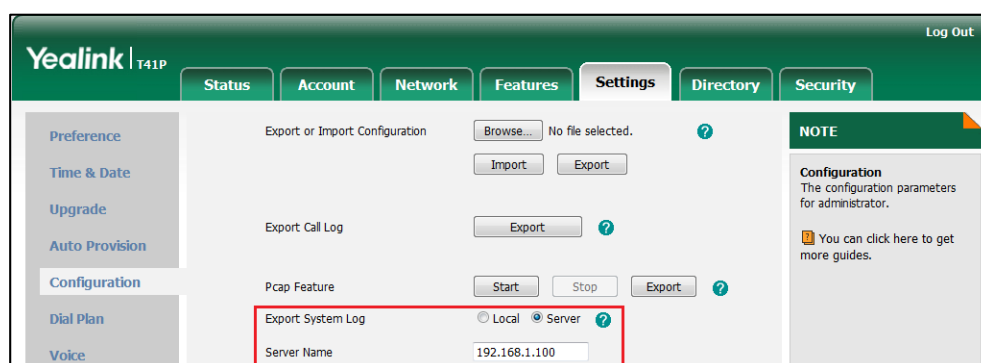 Log Out
Yealink T41P
Status Account Network Features Settings Directory Security
Preference
Time & Date
Upgrade
Auto Provision
Configuration
Dial Plan
Voice
Export or Import Configuration Browse... No file selected. ?
Import Export
Export Call Log Export ?
Pcap Feature Start Stop Export ?
Export System Log Local Server ?
Server Name 192.168.1.100
NOTE
Configuration
The configuration parameters
for administrator.
? You can click here to get
more guides.